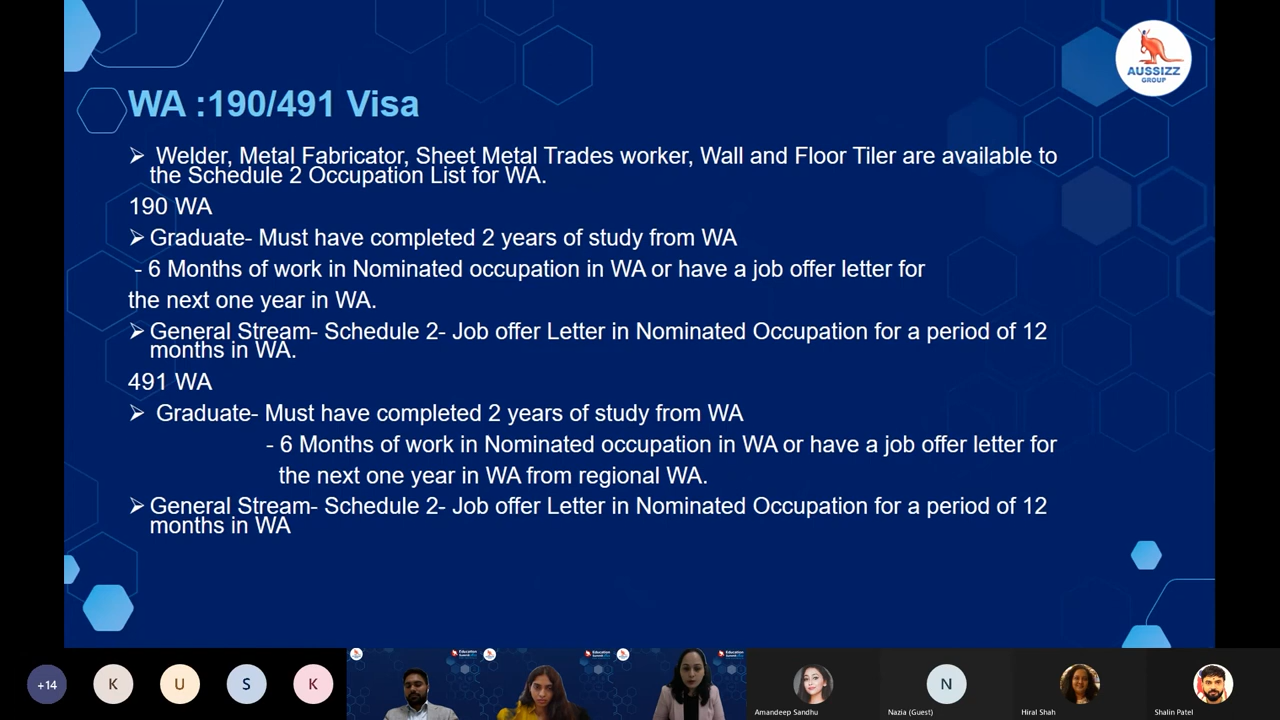 AUSSIZZ
GROUP
WA :190/491 Visa
➢ Welder, Metal Fabricator, Sheet Metal Trades worker, Wall and Floor Tiler are available to
the Schedule 2 Occupation List for WA.
190 WA
➢ Graduate- Must have completed 2 years of study from WA
- 6 Months of work in Nominated occupation in WA or have a job offer letter for
the next one year in WA.
➢ General Stream- Schedule 2- Job offer Letter in Nominated Occupation for a period of 12
months in WA.
491 WA
➢ Graduate- Must have completed 2 years of study from WA
- 6 Months of work in Nominated occupation in WA or have a job offer letter for
the next one year in WA from regional WA.
➢ General Stream- Schedule 2- Job offer Letter in Nominated Occupation for a period of 12
months in WA
+14
K
U
S
K
N
Amandeep Sandhu
Nazia (Guest)
Hiral Shah
Shalin Patel